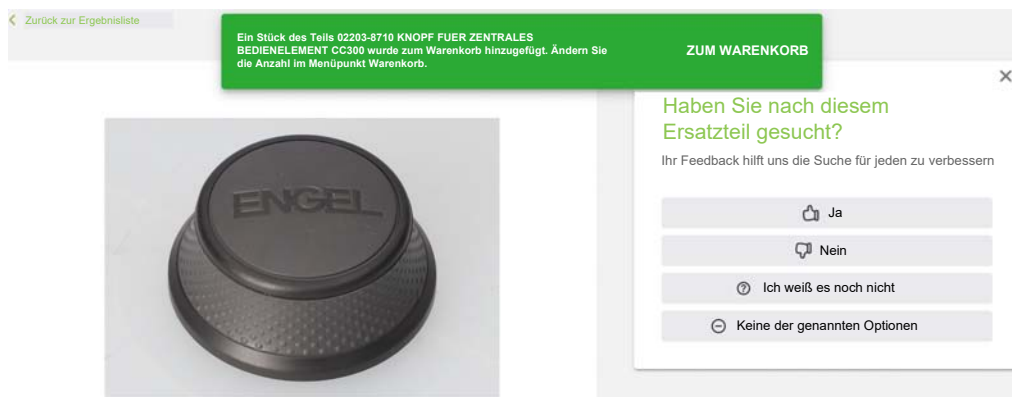 Zurück zur Ergebnisliste
Ein Stück des Teils 02203-8710 KNOPF FUER ZENTRALES
BEDIENELEMENT CC300 wurde zum Warenkorb hinzugefügt. Ändern Sie
die Anzahl im Menüpunkt Warenkorb.
ZUM WARENKORB
Haben Sie nach diesem
Ersatzteil gesucht?
Ihr Feedback hilft uns die Suche für jeden zu verbessern
Ja
Nein
Ich weiß es noch nicht
Keine der genannten Optionen
ENGEL